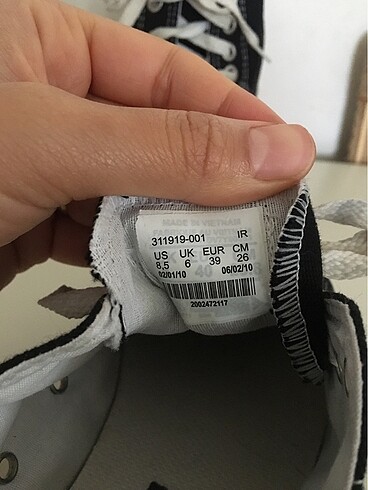 MADE IN VIETNAM
311919-001 IR
US UK EUR CM
8,5 6 39 26
02/01/10 40 06/02/10
2002472117